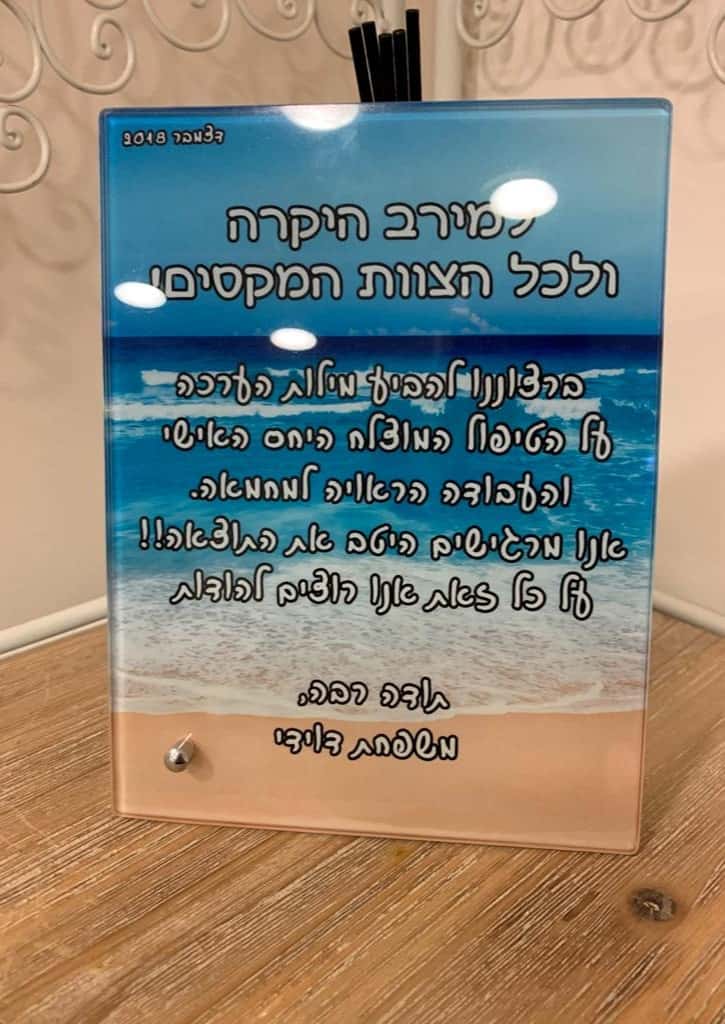 דצמבר 2018
למירב היקרה
ולכל הצוות המקסים!
ברצוננו להביע מילות הערכה
על הטיפול המוצלח היחס האישי
והעבודה הראויה למחמאה.
אנו מרגישים היטב את התוצאה!!
על כל זאת אנו רוצים להודות
תודה רבה,
משפחת דוידי